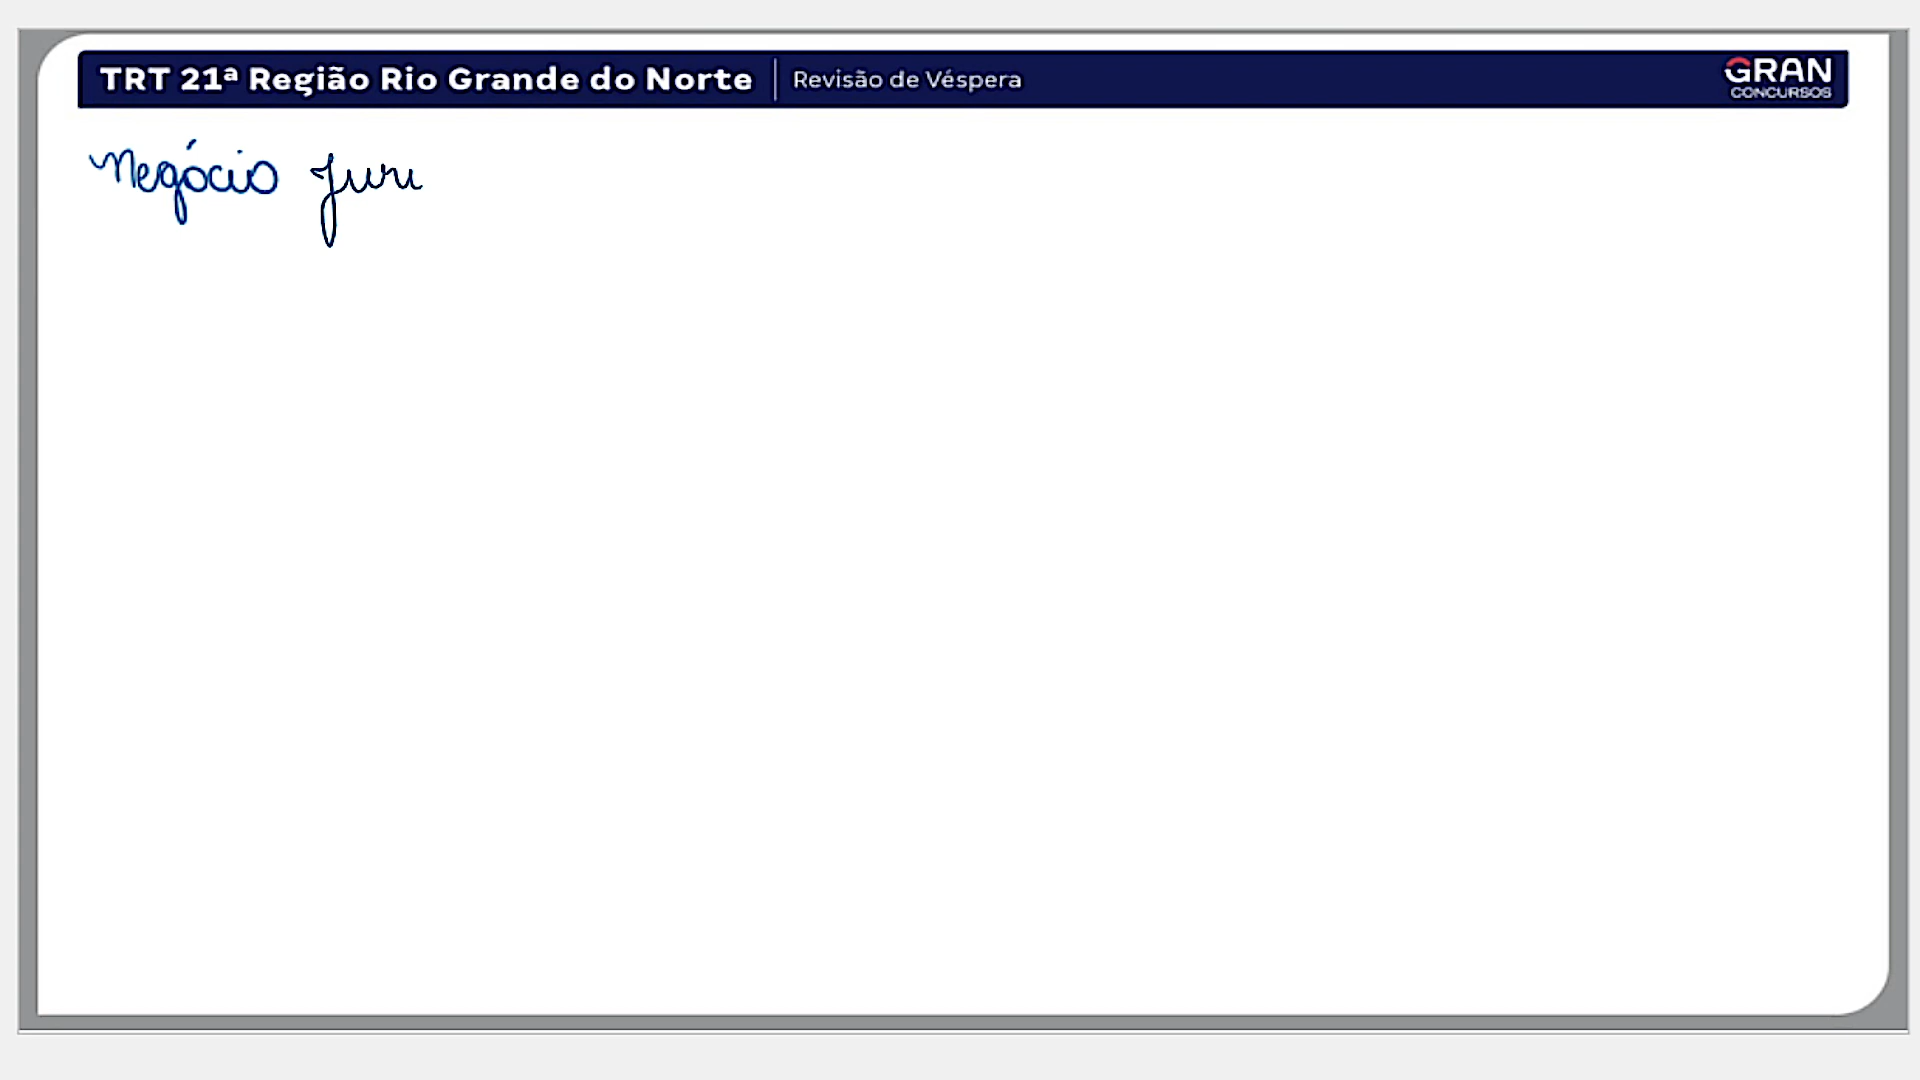 TRT 21ª Região Rio Grande do Norte | Revisão de Véspera
GRAN
CONCURSOS
Negócio Juri